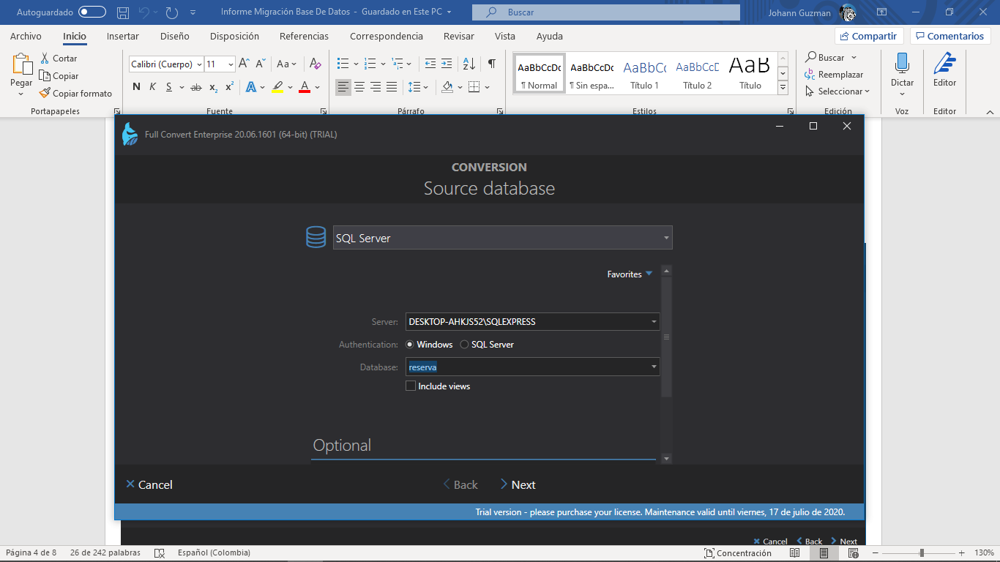 Autoguardado
Informe Migración Base De Datos - Guardado en Este PC
Buscar
Johann Guzman
Archivo Inicio Insertar Diseño Disposición Referencias Correspondencia Revisar Vista Ayuda
Compartir Comentarios
Pegar
Cortar
Copiar
Copiar formato
Portapapeles
Calibri (Cuerpo) 11
N K S ab x₂ x² A A
Fuente
Párrafo
AaBbCcDc AaBbCcDc AaBbCc AaBbCcD AaB
¶ Normal ¶ Sin espa... Título 1 Título 2 Título
Estilos
Buscar
Reemplazar
Seleccionar
Edición
Dictar
Voz
Editor
Editor
Full Convert Enterprise 20.06.1601 (64-bit) (TRIAL)
CONVERSION
Source database
SQL Server
Favorites
Server: DESKTOP-AHKJS52\SQLEXPRESS
Authentication: Windows SQL Server
Database: reserva
Include views
Optional
Cancel Back Next
Trial version - please purchase your license. Maintenance valid until viernes, 17 de julio de 2020.
Cancel Back Next
Página 4 de 8 26 de 242 palabras Español (Colombia) Concentración 130%